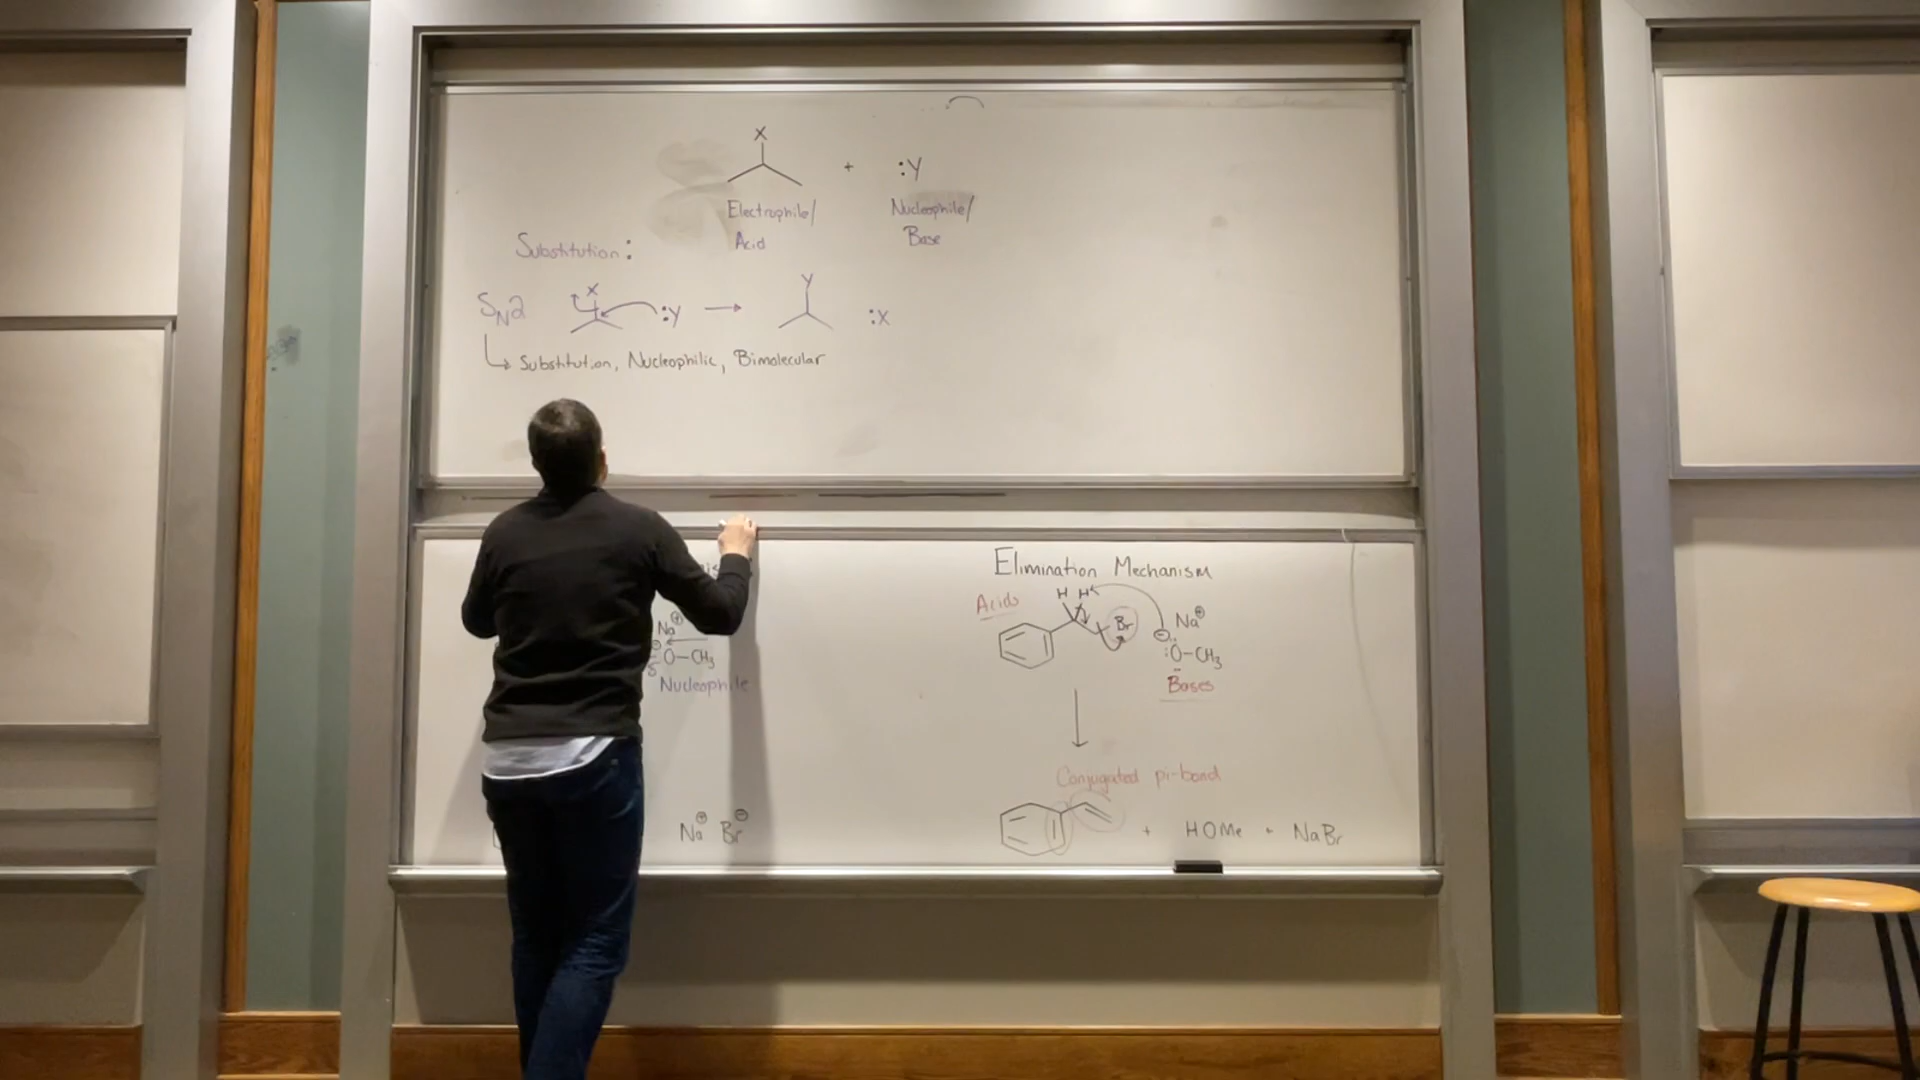 X
+ :Y
Electrophile/ Nucleophile/
Acid Base
Substitution:
SN2 X :Y → Y :X
Substitution, Nucleophilic, Bimolecular
Elimination Mechanism
Acids H H Br Na⊕
Na⊕
⊖ :O-CH3
O-CH3
Nucleophile Bases
Conjugated pi-bond
Na⊕ Br⊖ + HOMe + NaBr